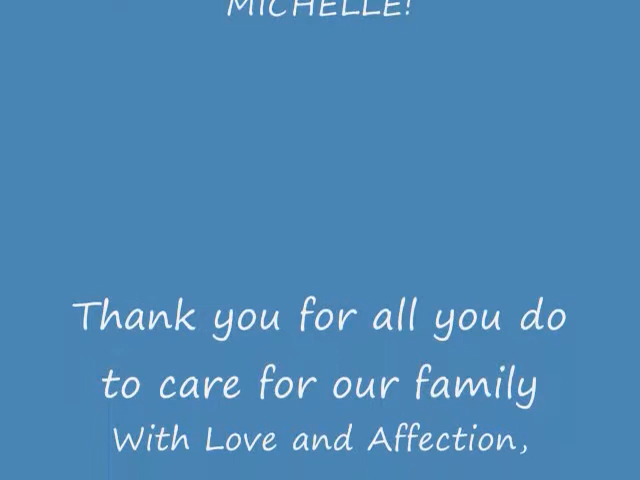 MICHELLE!
Thank you for all you do
to care for our family
With Love and Affection,